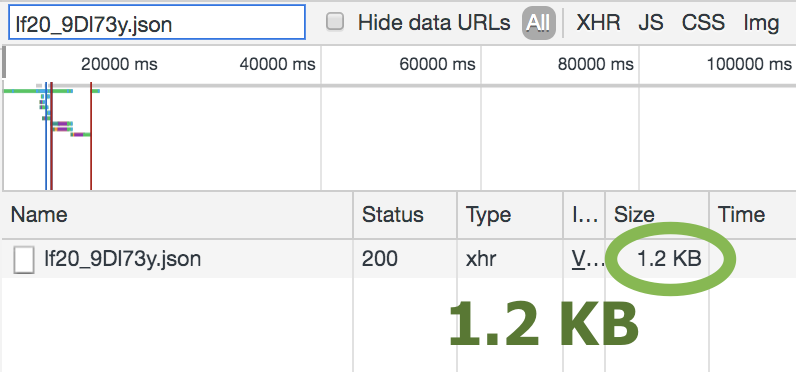 lf20_9Dl73y.json Hide data URLs All XHR JS CSS Img
20000 ms 40000 ms 60000 ms 80000 ms 100000 ms
Name Status Type I... Size Time
lf20_9Dl73y.json 200 xhr V... 1.2 KB
1.2 KB